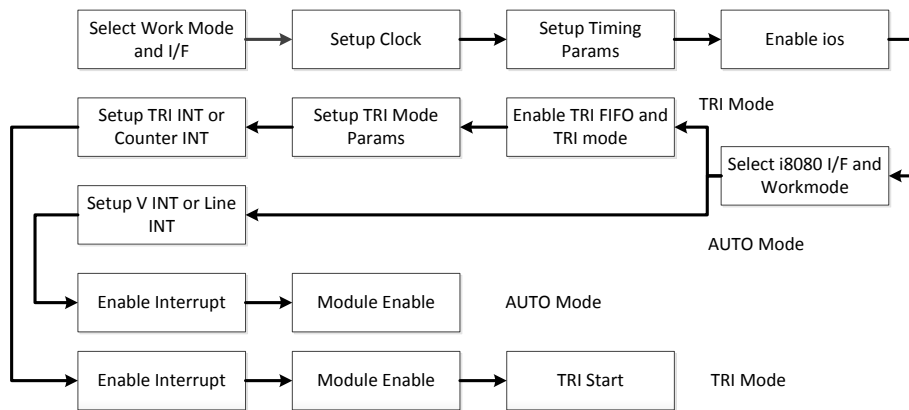 Select Work Mode
and I/F
Setup Clock
Setup Timing
Params
Enable ios
Setup TRI INT or
Counter INT
Setup TRI Mode
Params
Enable TRI FIFO and
TRI mode
TRI Mode
Select i8080 I/F and
Workmode
Setup V INT or Line
INT
AUTO Mode
Enable Interrupt
Module Enable
AUTO Mode
Enable Interrupt
Module Enable
TRI Start
TRI Mode